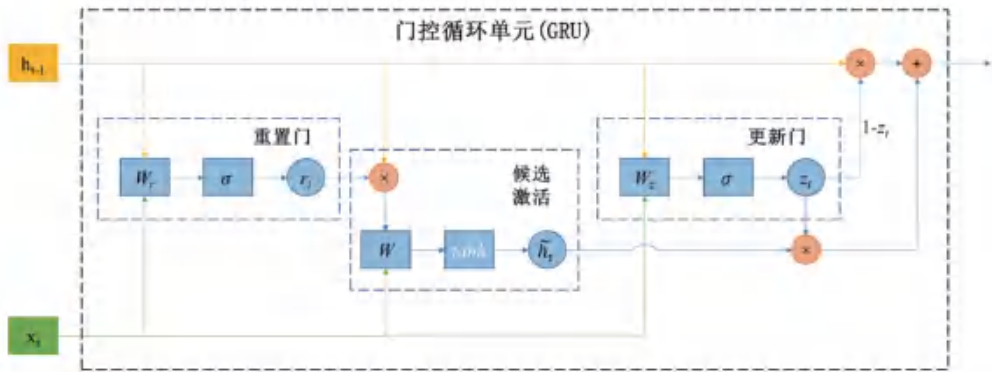 门控循环单元(GRU)
h_{t-1}
1-z_t
重置门
更新门
W_r σ r_j
W_z σ z_t
候选
激活
W tanh h̃_t
x_t
× + × ×